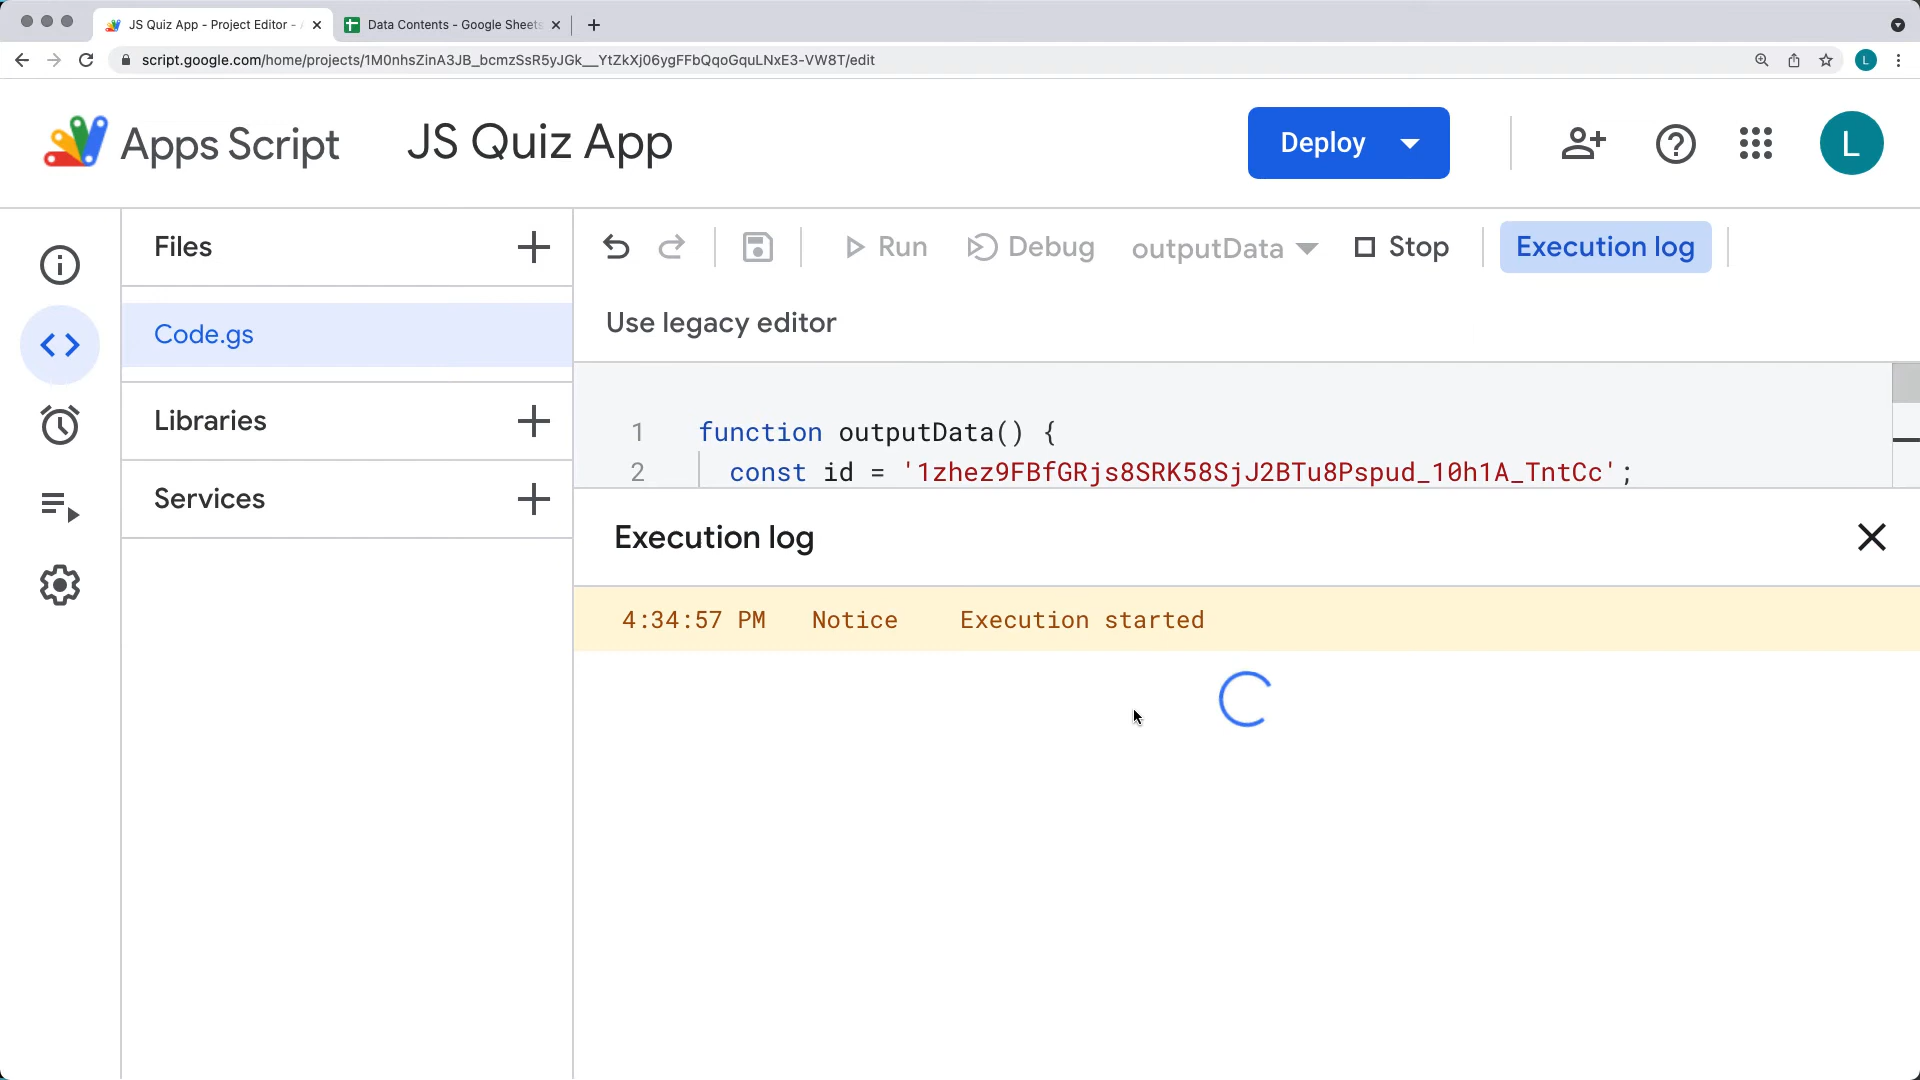 JS Quiz App - Project Editor -
Data Contents - Google Sheets
script.google.com/home/projects/1M0nhsZinA3JB_bcmzSsR5yJGk__YtZkXj06ygFFbQqoGquLNxE3-VW8T/edit
L
Apps Script
JS Quiz App
Deploy
L
Files
Run
Debug
outputData
Stop
Execution log
Code.gs
Use legacy editor
Libraries
Services
1 function outputData() {
2 const id = '1zhez9FBfGRjs8SRK58SjJ2BTu8Pspud_10h1A_TntCc';
Execution log
4:34:57 PM Notice Execution started